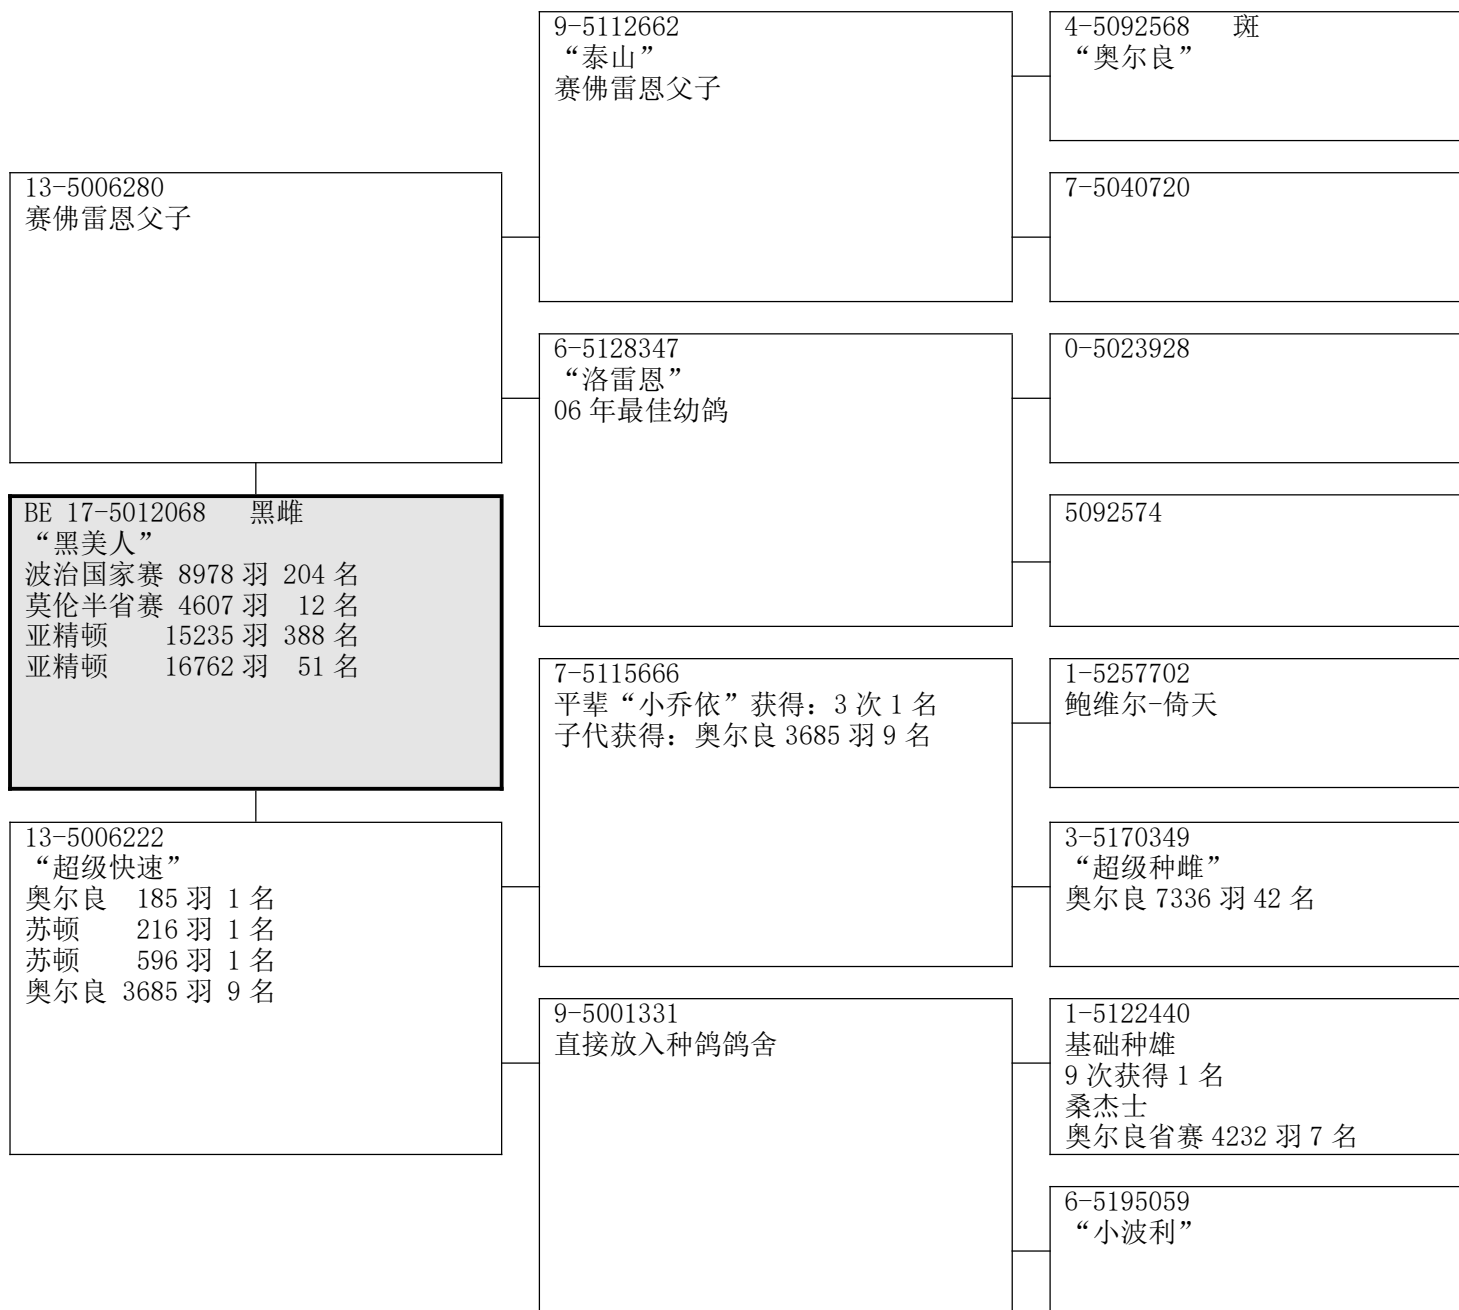 9-5112662
“泰山”
赛佛雷恩父子
4-5092568 斑
“奥尔良”
13-5006280
赛佛雷恩父子
7-5040720
6-5128347
“洛雷恩”
06 年最佳幼鸽
0-5023928
BE 17-5012068 黑雌
“黑美人”
波治国家赛 8978 羽 204 名
莫伦半省赛 4607 羽 12 名
亚精顿 15235 羽 388 名
亚精顿 16762 羽 51 名
5092574
7-5115666
平辈“小乔依”获得：3 次 1 名
子代获得：奥尔良 3685 羽 9 名
1-5257702
鲍维尔-倚天
13-5006222
“超级快速”
奥尔良 185 羽 1 名
苏顿 216 羽 1 名
苏顿 596 羽 1 名
奥尔良 3685 羽 9 名
3-5170349
“超级种雌”
奥尔良 7336 羽 42 名
9-5001331
直接放入种鸽鸽舍
1-5122440
基础种雄
9 次获得 1 名
桑杰士
奥尔良省赛 4232 羽 7 名
6-5195059
“小波利”